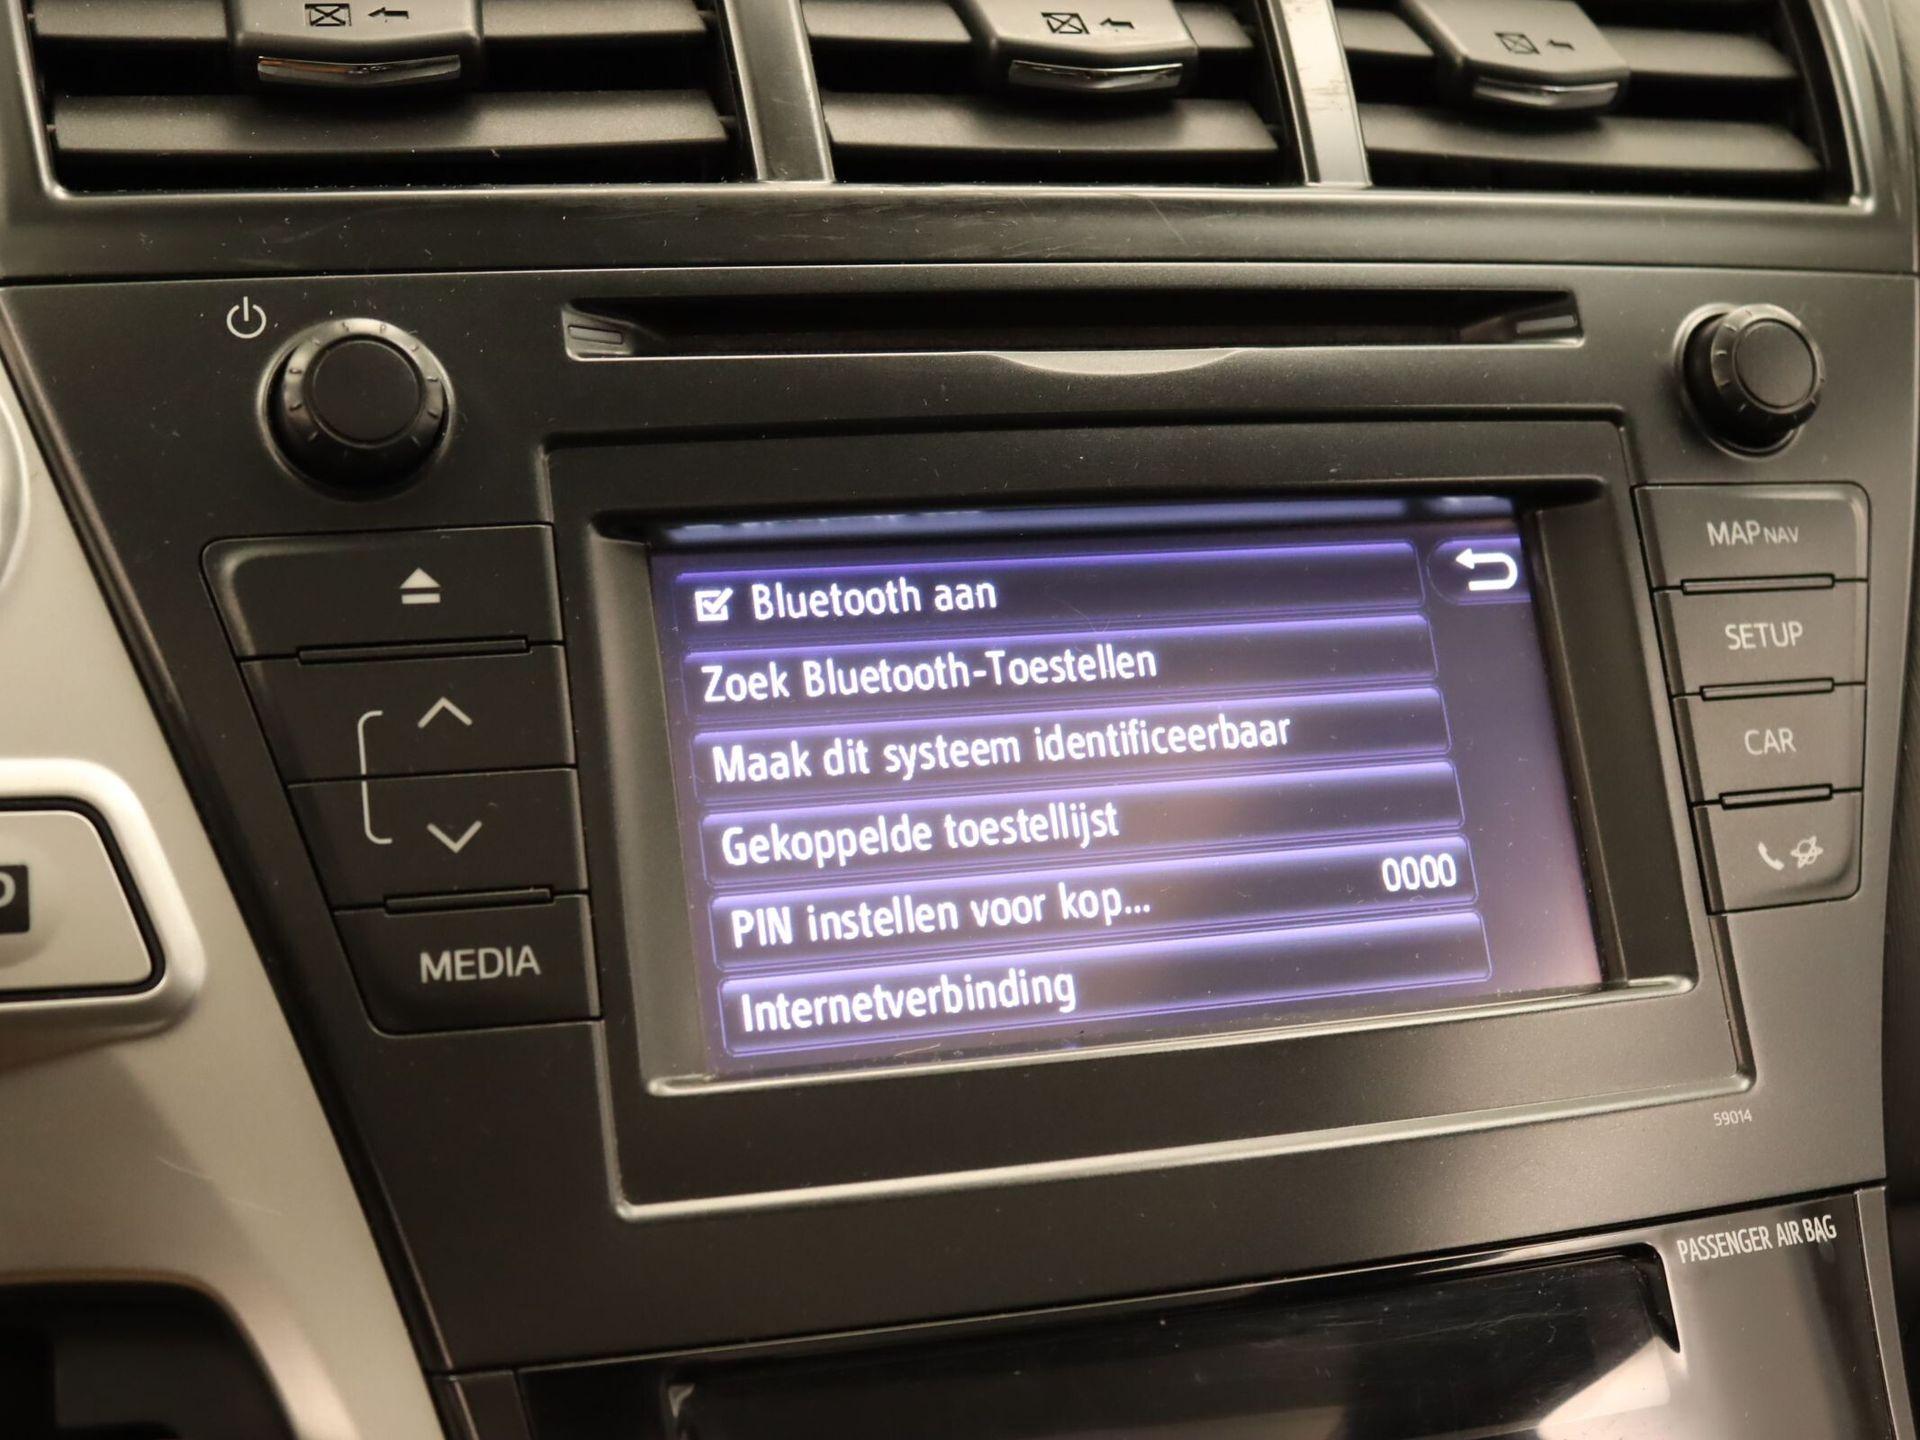 Bluetooth aan
Zoek Bluetooth-Toestellen
Maak dit systeem identificeerbaar
Gekoppelde toestellijst
PIN instellen voor kop... 0000
Internetverbinding
MEDIA
MAP NAV
SETUP
CAR
59014
PASSENGER AIR BAG